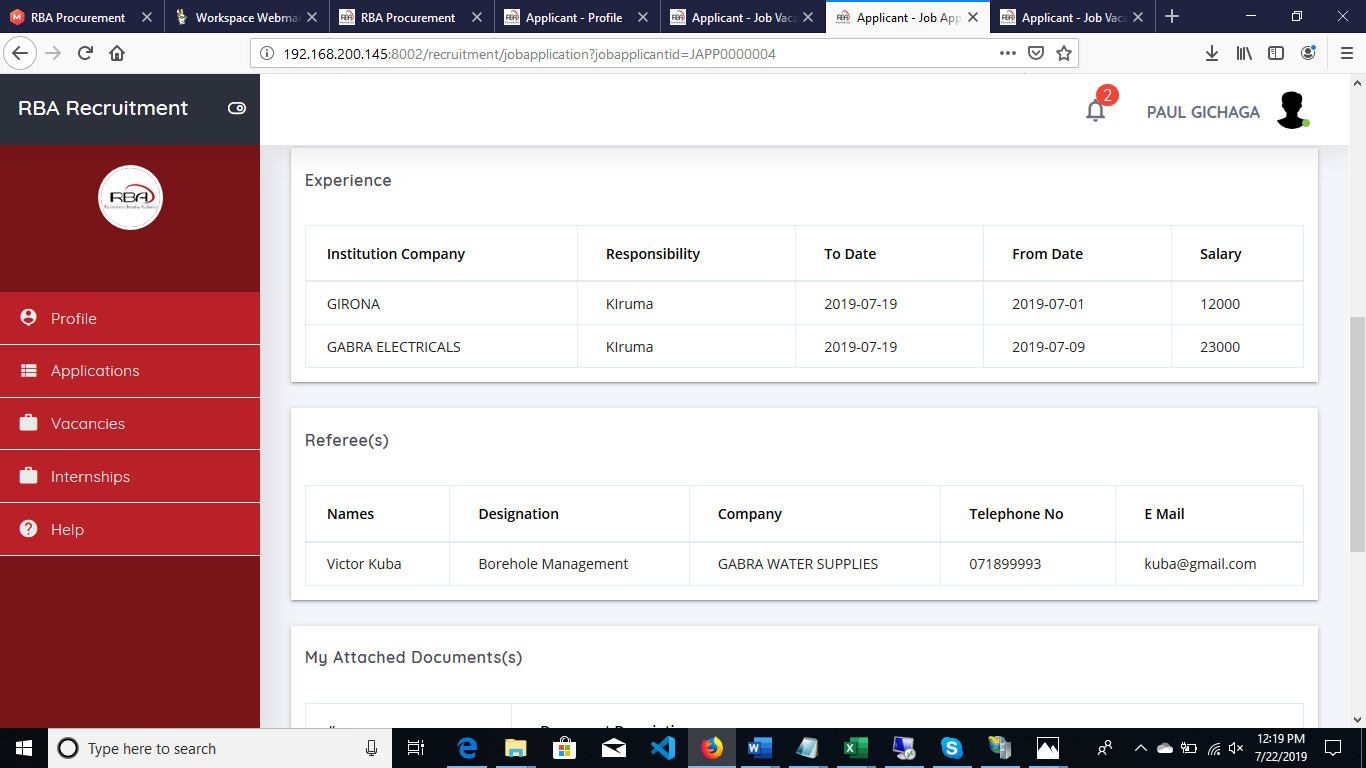 RBA Procurement
Workspace Webma
RBA Procurement
Applicant - Profile
Applicant - Job Vaca
Applicant - Job App
Applicant - Job Vaca
192.168.200.145:8002/recruitment/jobapplication?jobapplicantid=JAPP0000004
RBA Recruitment
2
PAUL GICHAGA
RBA
Profile
Applications
Vacancies
Internships
Help
Experience
Institution Company Responsibility To Date From Date Salary
GIRONA KIruma 2019-07-19 2019-07-01 12000
GABRA ELECTRICALS KIruma 2019-07-19 2019-07-09 23000
Referee(s)
Names Designation Company Telephone No E Mail
Victor Kuba Borehole Management GABRA WATER SUPPLIES 071899993 kuba@gmail.com
My Attached Documents(s)
Type here to search
12:19 PM
7/22/2019